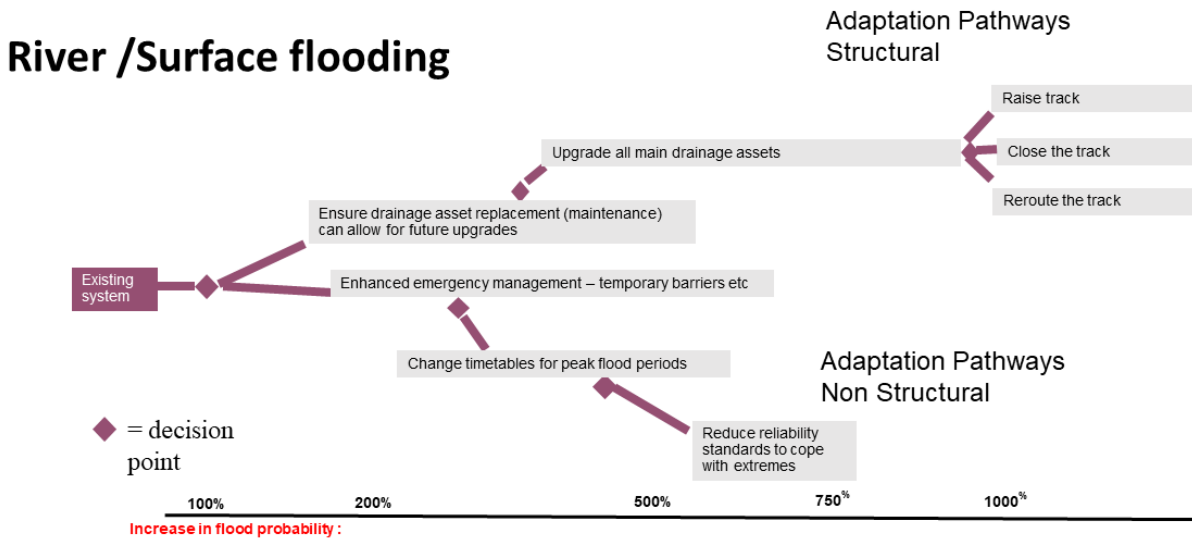 River /Surface flooding
Adaptation Pathways
Structural
Raise track
Upgrade all main drainage assets
Close the track
Reroute the track
Ensure drainage asset replacement (maintenance)
can allow for future upgrades
Existing
system
Enhanced emergency management – temporary barriers etc
Change timetables for peak flood periods
Adaptation Pathways
Non Structural
= decision
point
Reduce reliability
standards to cope
with extremes
100% 200% 500% 750% 1000%
Increase in flood probability :